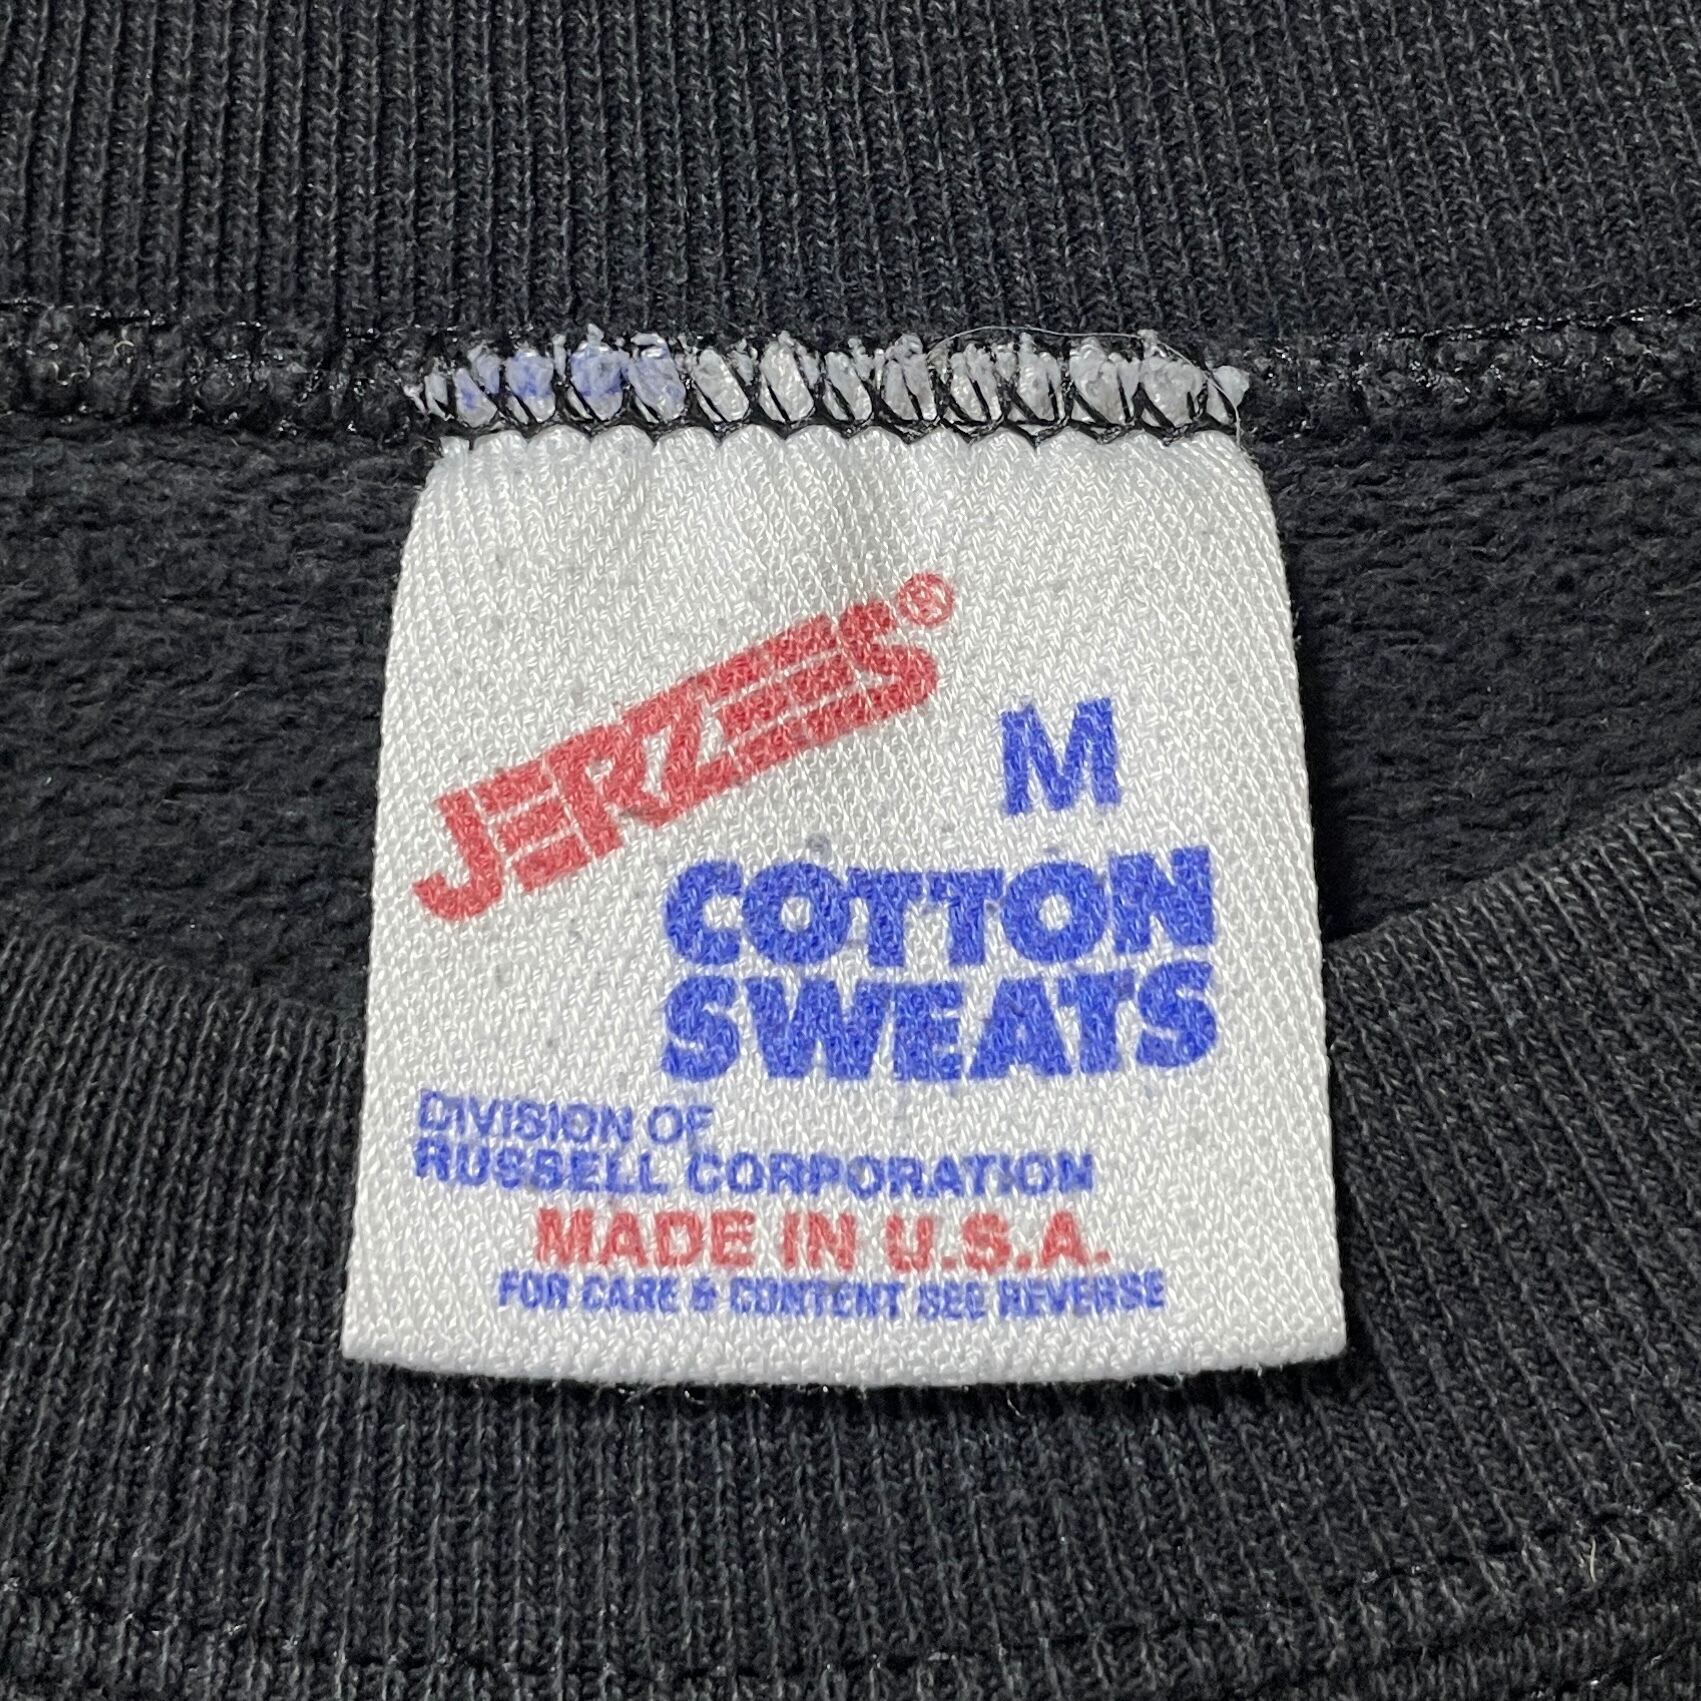 JERZEES®
M
COTTON
SWEATS
DIVISION OF
RUSSELL CORPORATION
MADE IN U.S.A.
FOR CARE & CONTENT SEE REVERSE